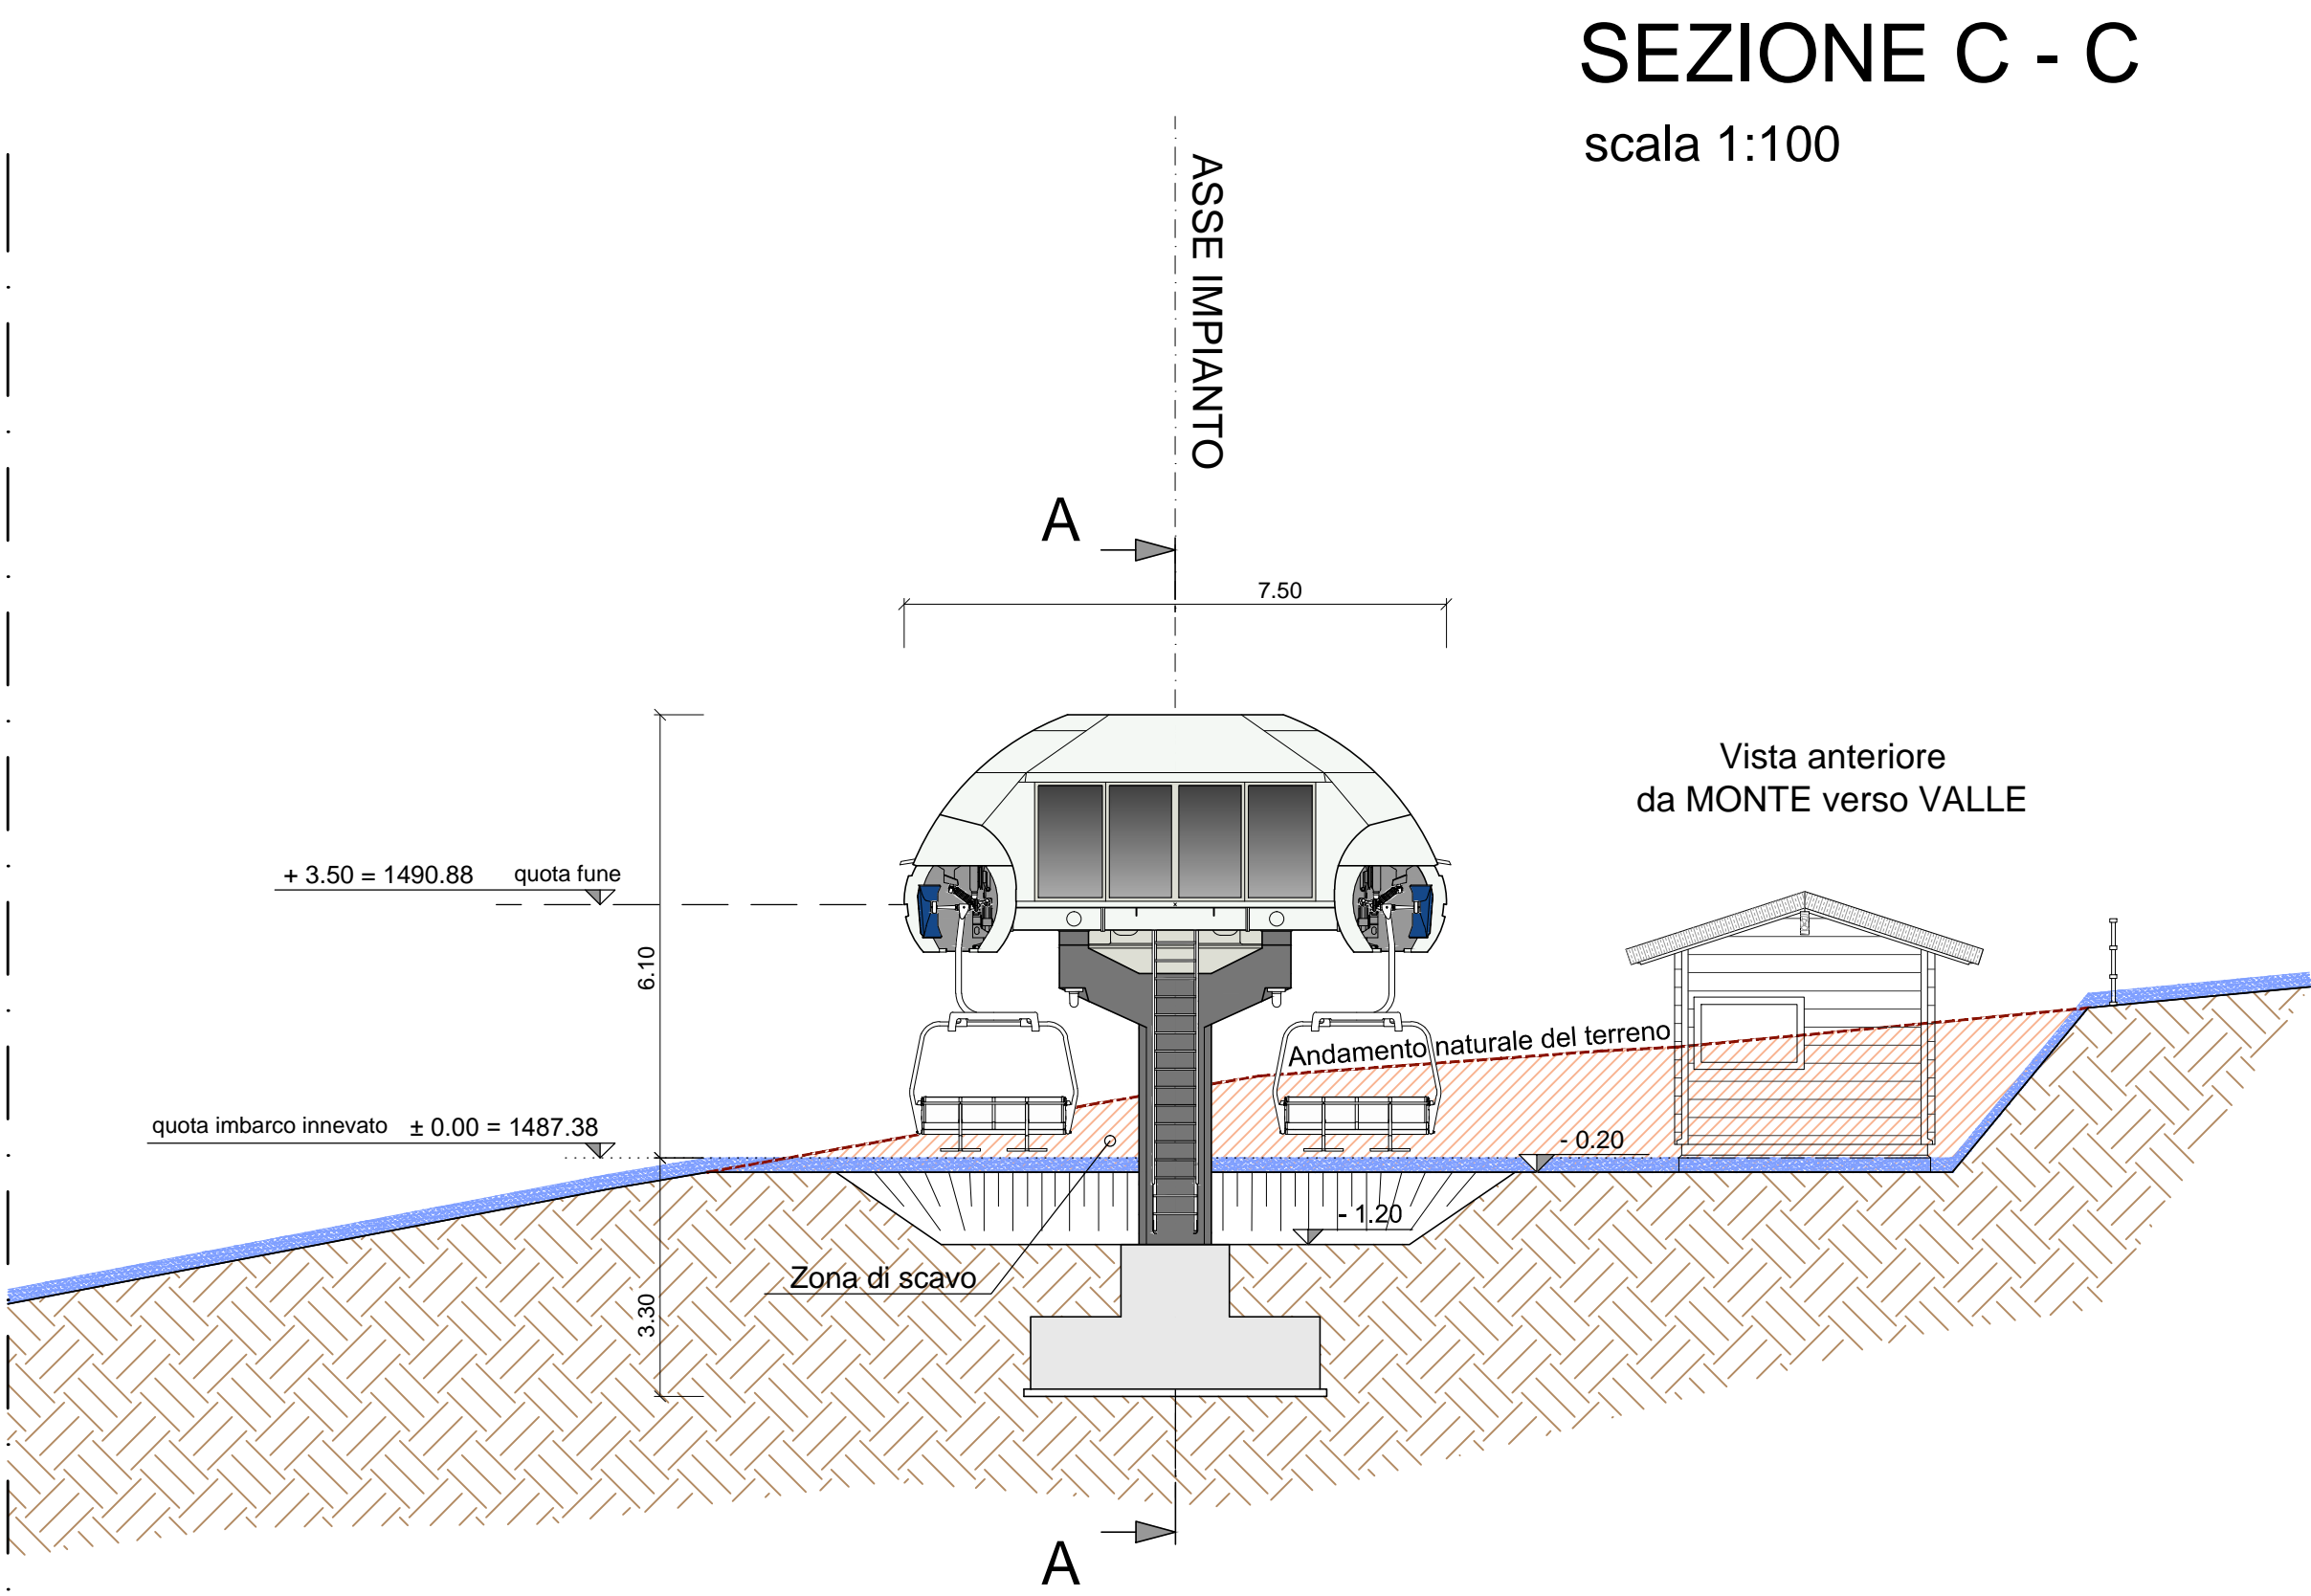 SEZIONE C - C
scala 1:100
ASSE IMPIANTO
A
7.50
Vista anteriore
da MONTE verso VALLE
+ 3.50 = 1490.88 quota fune
6.10
Andamento naturale del terreno
quota imbarco innevato ± 0.00 = 1487.38
- 0.20
- 1.20
Zona di scavo
3.30
A